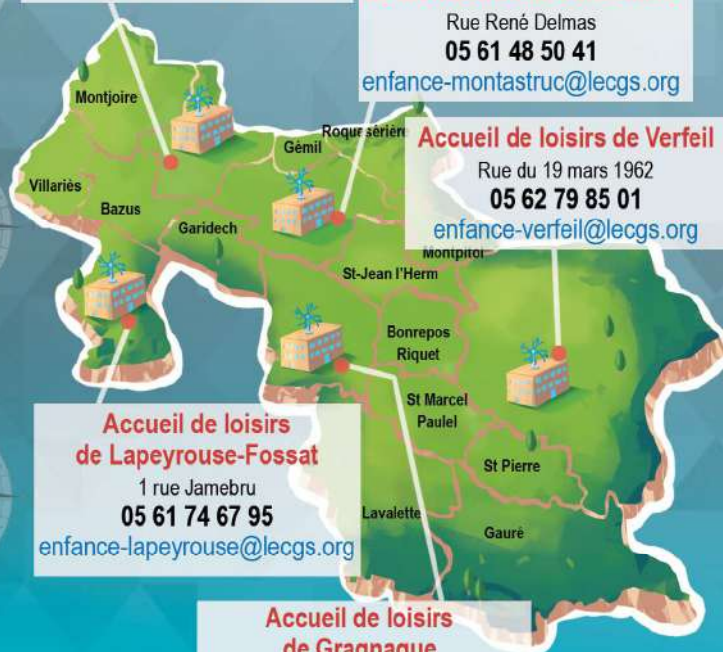 Rue René Delmas
05 61 48 50 41
enfance-montastruc@lecgs.org
Accueil de loisirs de Verfeil
Rue du 19 mars 1962
05 62 79 85 01
enfance-verfeil@lecgs.org
Montjoire
Roquesérière
Gémil
Villariès
Bazus
Garidech
Montpitol
St-Jean l'Herm
Bonrepos
Riquet
St Marcel
Paulel
St Pierre
Lavalette
Gauré
Accueil de loisirs
de Lapeyrouse-Fossat
1 rue Jamebru
05 61 74 67 95
enfance-lapeyrouse@lecgs.org
Accueil de loisirs
de Gragnague